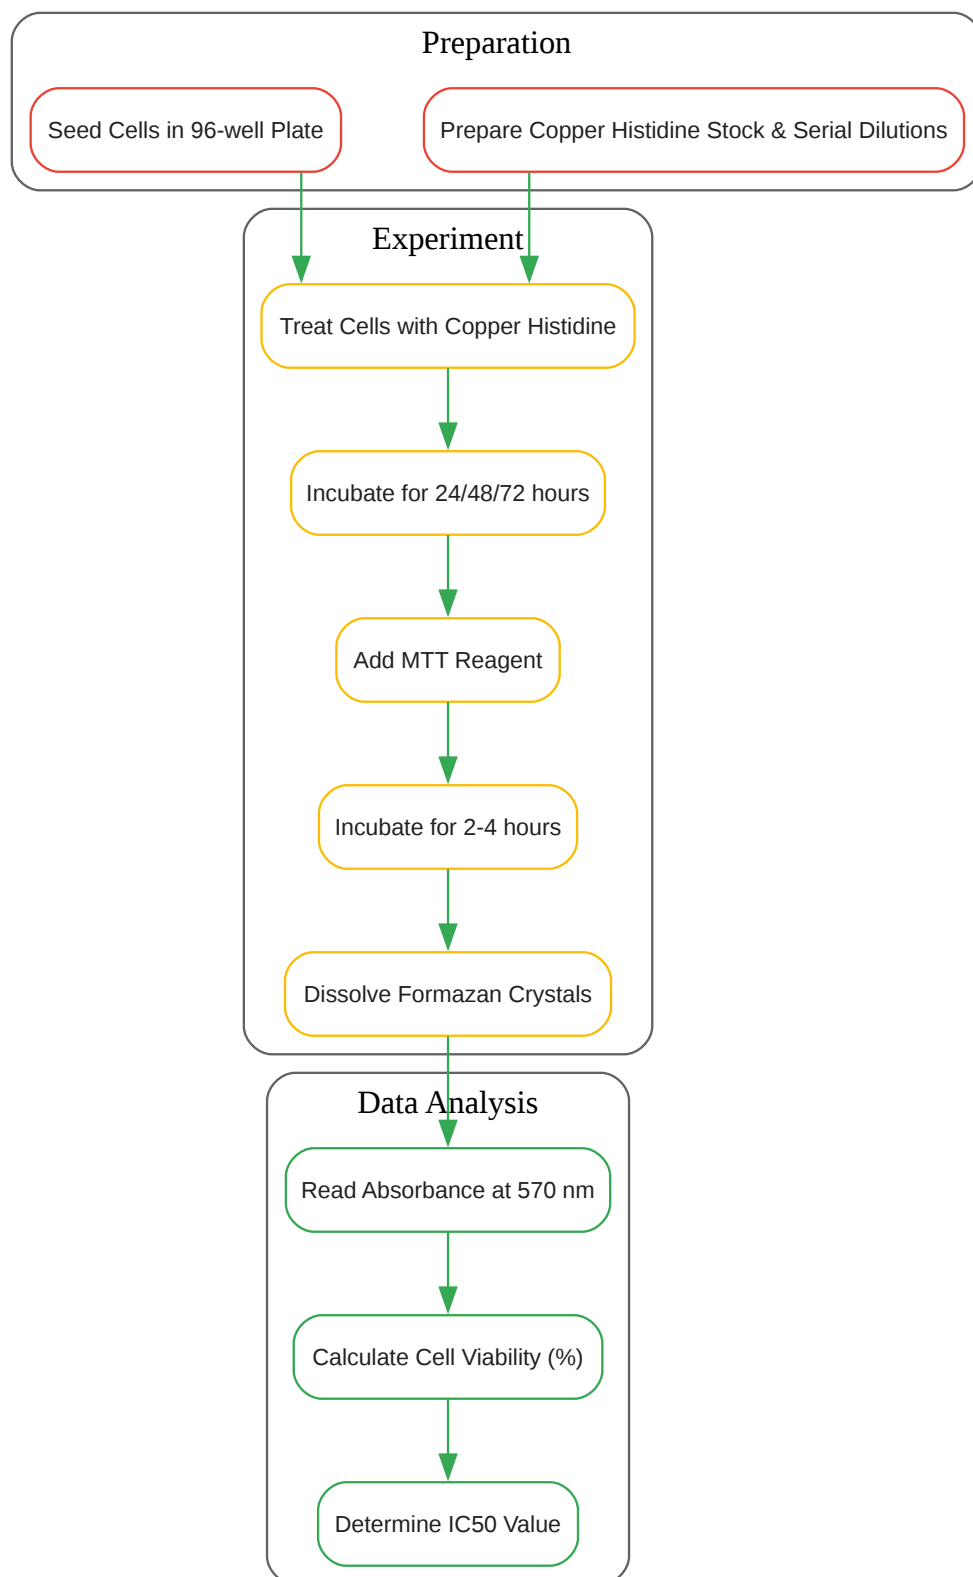 Preparation
Seed Cells in 96-well Plate
Prepare Copper Histidine Stock & Serial Dilutions
Experiment
Treat Cells with Copper Histidine
Incubate for 24/48/72 hours
Add MTT Reagent
Incubate for 2-4 hours
Dissolve Formazan Crystals
Data Analysis
Read Absorbance at 570 nm
Calculate Cell Viability (%)
Determine IC50 Value